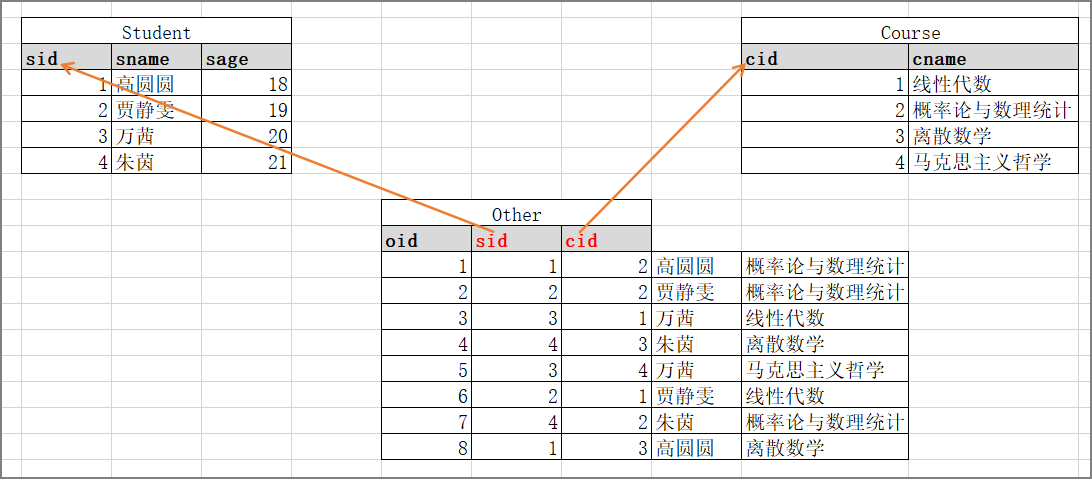 Student
sid sname sage
1 高圆圆 18
2 贾静雯 19
3 万茜 20
4 朱茵 21
Course
cid cname
1 线性代数
2 概率论与数理统计
3 离散数学
4 马克思主义哲学
Other
oid sid cid
1 1 2 高圆圆 概率论与数理统计
2 2 2 贾静雯 概率论与数理统计
3 3 1 万茜 线性代数
4 4 3 朱茵 离散数学
5 3 4 万茜 马克思主义哲学
6 2 1 贾静雯 线性代数
7 4 2 朱茵 概率论与数理统计
8 1 3 高圆圆 离散数学